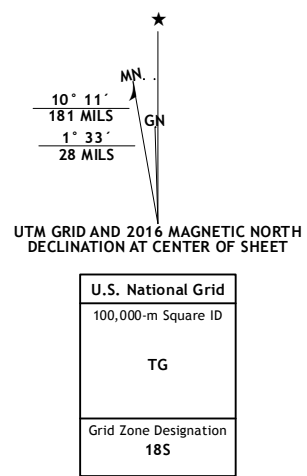 ★
MN
10° 11´
181 MILS
GN
1° 33´
28 MILS
UTM GRID AND 2016 MAGNETIC NORTH
DECLINATION AT CENTER OF SHEET
U.S. National Grid
100,000-m Square ID
TG
Grid Zone Designation
18S